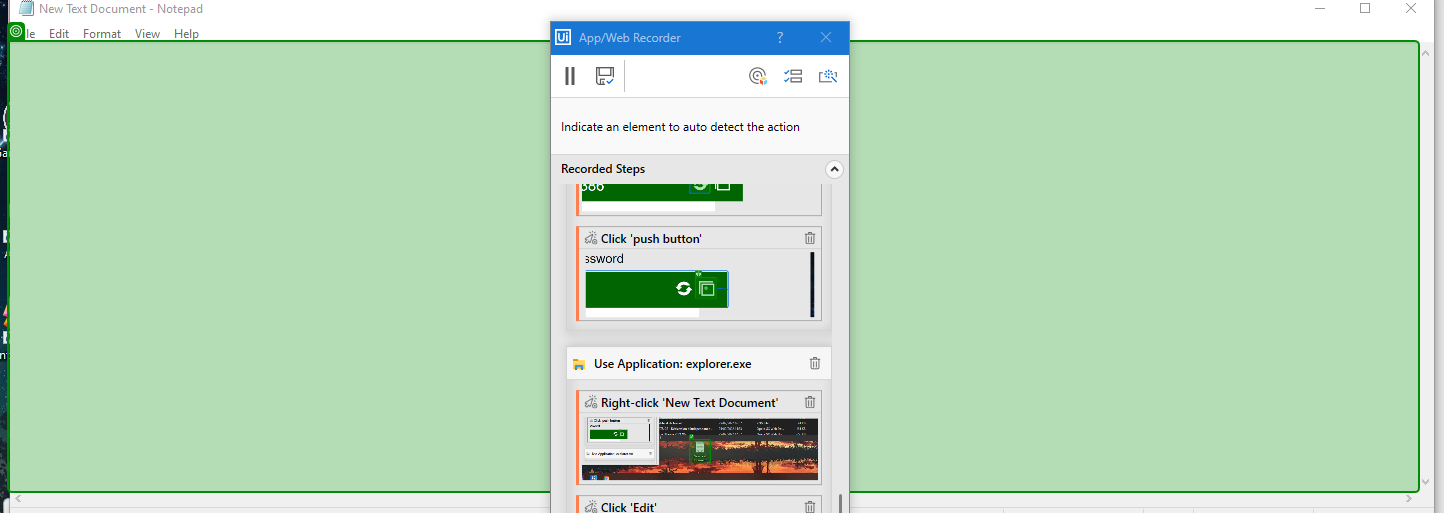 New Text Document - Notepad
le Edit Format View Help
Ui App/Web Recorder ?
Indicate an element to auto detect the action
Recorded Steps
Click 'push button'
ssword
Use Application: explorer.exe
Right-click 'New Text Document'
Click 'Edit'